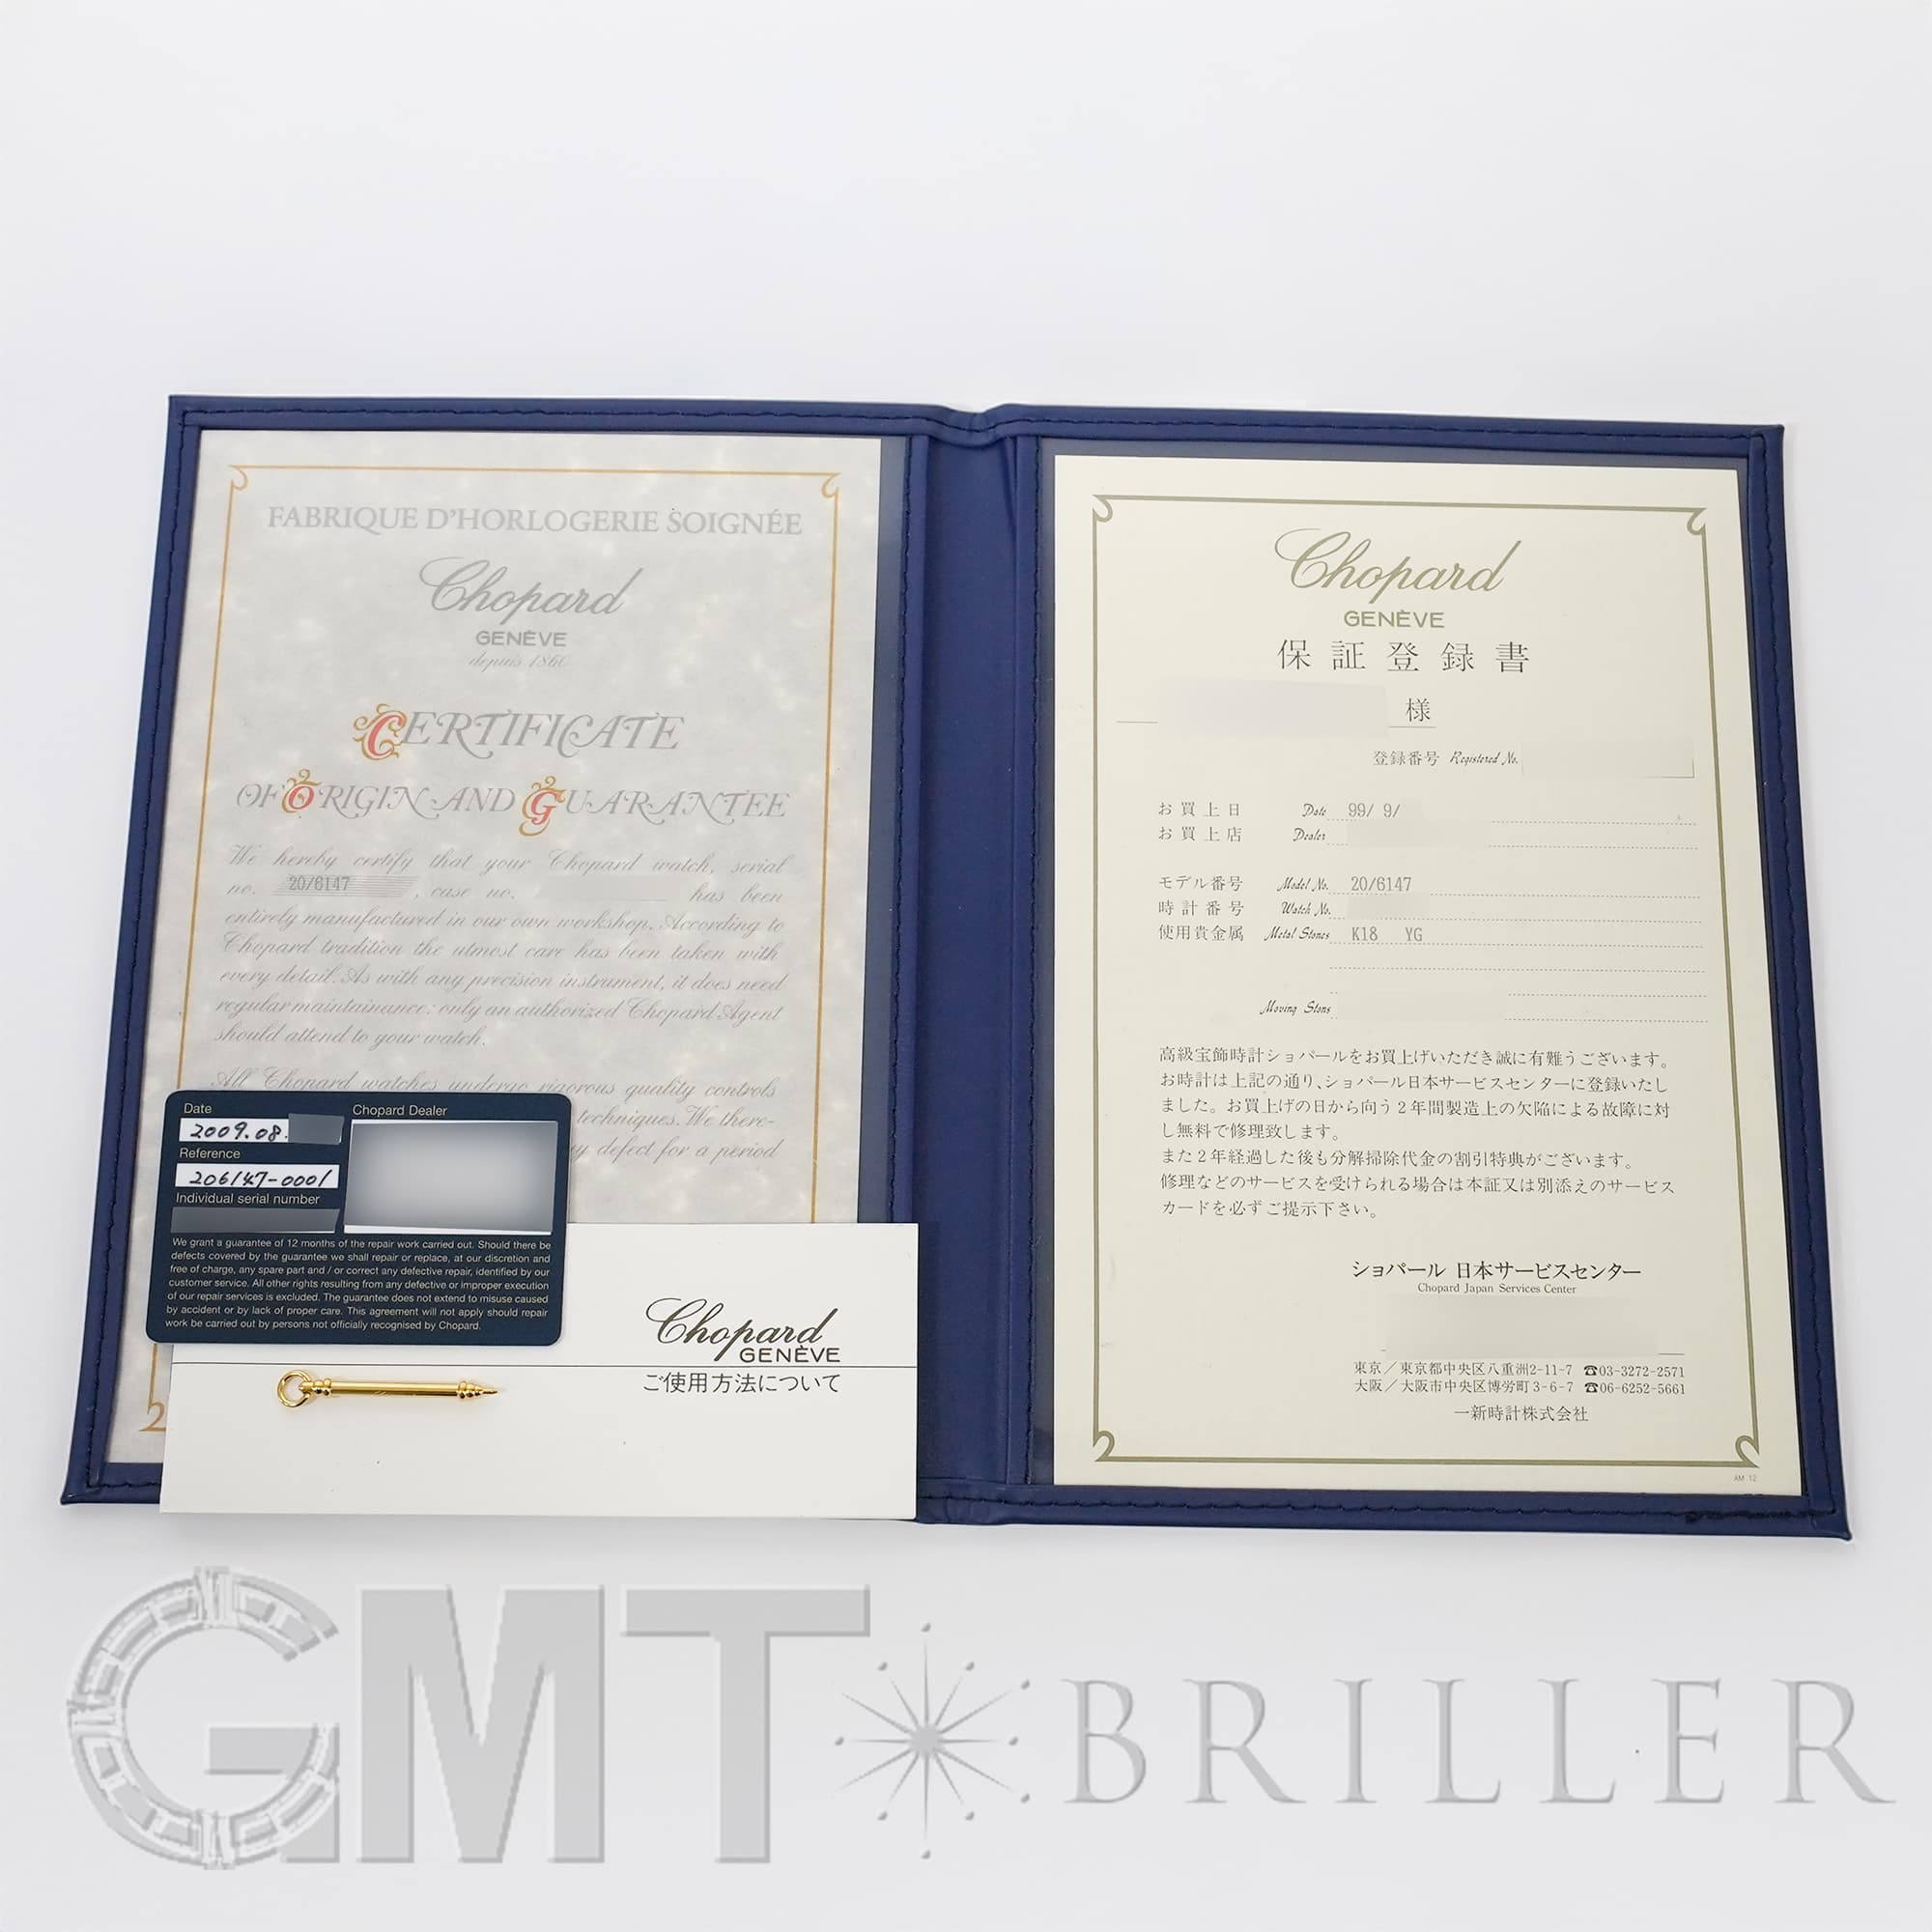 FABRIQUE D'HORLOGERIE SOIGNÉE
Chopard
GENÈVE
depuis 1860
CERTIFICATE
OF ORIGIN AND GUARANTEE
We hereby certify that your Chopard watch, serial
no. 20/6147 , case no. has been
entirely manufactured in our own workshop. According to
Chopard tradition the utmost care has been taken with
every detail. As with any precision instrument, it does need
regular maintainance: only an authorized Chopard Agent
should attend to your watch.
All Chopard watches undergo rigorous quality controls
techniques. We there-
defect for a period
Date
2009.08.
Chopard Dealer
Reference
206147-0001
Individual serial number
We grant a guarantee of 12 months of the repair work carried out. Should there be
defects covered by the guarantee we shall repair or replace, at our discretion and
free of charge, any spare part and / or correct any defective repair, identified by our
customer service. All other rights resulting from any defective or improper execution
of our repair services is excluded. The guarantee does not extend to misuse caused
by accident or by lack of proper care. This agreement will not apply should repair
work be carried out by persons not officially recognised by Chopard.
Chopard
GENÈVE
ご使用方法について
2
Chopard
GENÈVE
保証登録書
様
登録番号 Registered No.
お買上日 Date 99/ 9/
お買上店 Dealer
モデル番号 Model No. 20/6147
時計番号 Watch No.
使用貴金属 Metal Stones K18 YG
Moving Stons
高級宝飾時計ショパールをお買上げいただき誠に有難うございます。
お時計は上記の通り、ショパール日本サービスセンターに登録いたし
ました。お買上げの日から向う2年間製造上の欠陥による故障に対
し無料で修理致します。
また2年経過した後も分解掃除代金の割引特典がございます。
修理などのサービスを受けられる場合は本証又は別添えのサービス
カードを必ずご提示下さい。
ショパール 日本サービスセンター
Chopard Japan Services Center
東京／東京都中央区八重洲2-11-7 ☎03-3272-2571
大阪／大阪市中央区博労町3-6-7 ☎06-6252-5661
一新時計株式会社
AM 12
GMT BRILLER